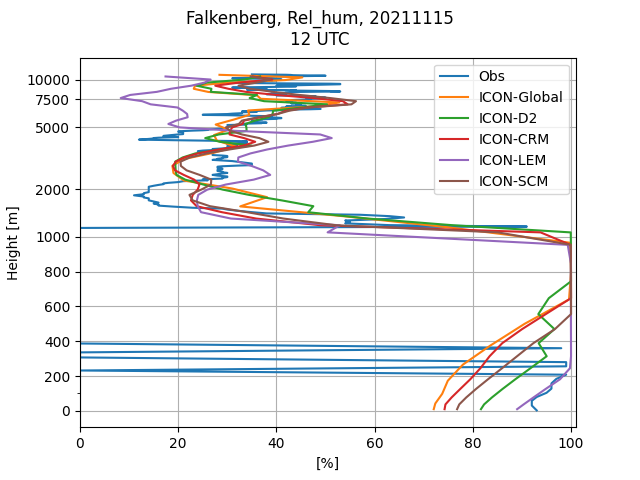 Falkenberg, Rel_hum, 20211115
12 UTC
Obs
ICON-Global
ICON-D2
ICON-CRM
ICON-LEM
ICON-SCM
10000
7500
5000
2000
1000
800
600
400
200
0
Height [m]
0 20 40 60 80 100
[%]